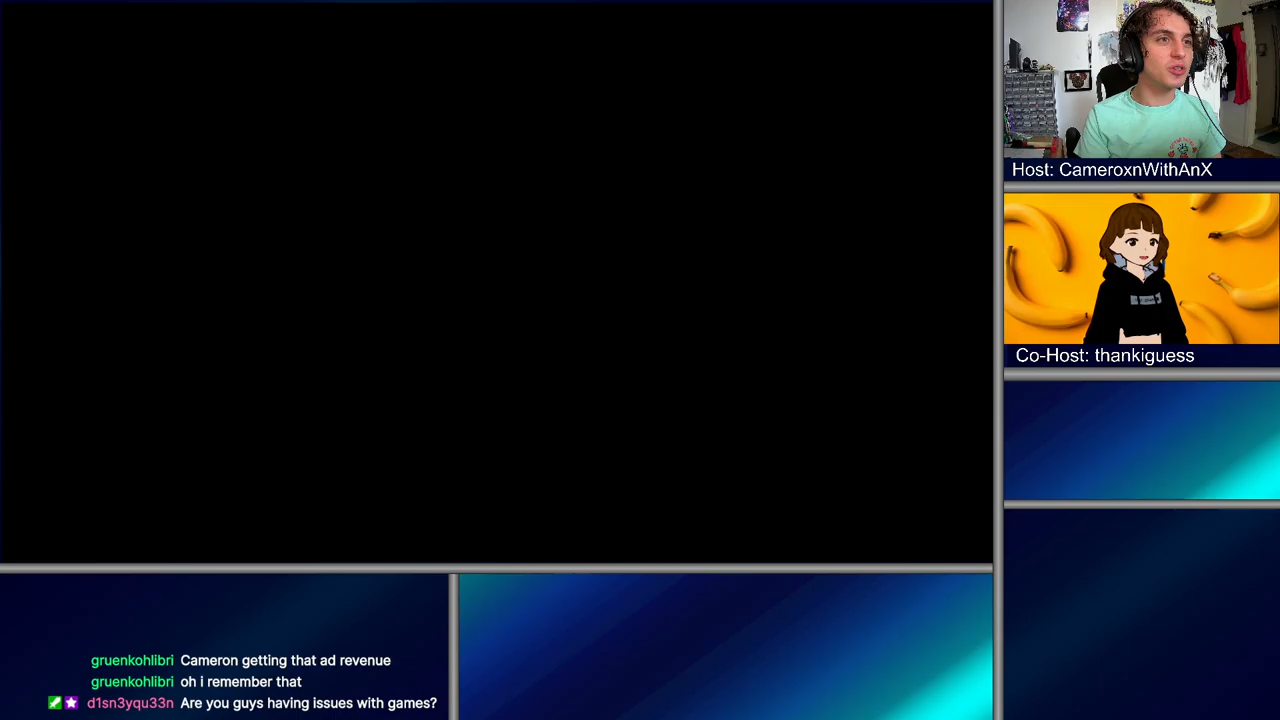 Host: CameroxnWithAnX
Co-Host: thankiguess
gruenkohlibri Cameron getting that ad revenue
gruenkohlibri oh i remember that
d1sn3yqu33n Are you guys having issues with games?